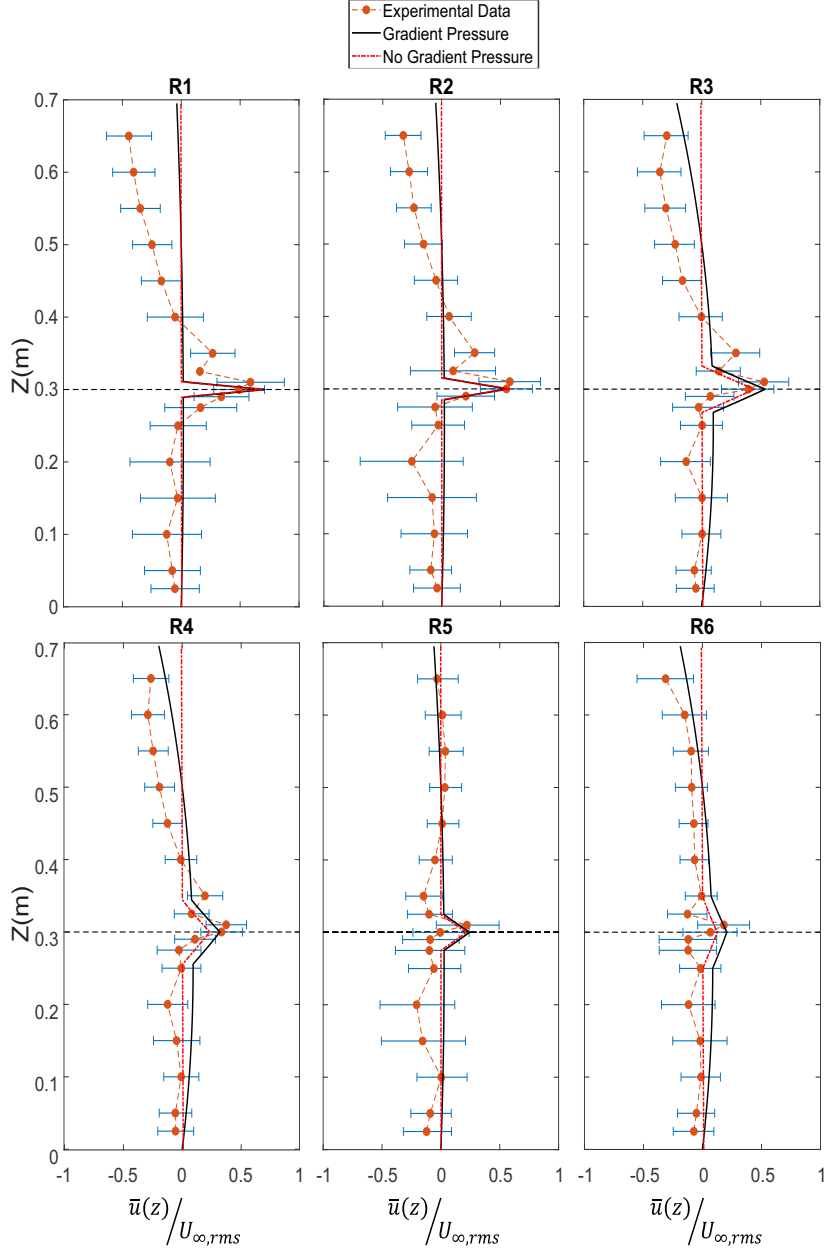 Experimental Data
Gradient Pressure
No Gradient Pressure
R1
R2
R3
0.7
0.6
0.5
0.4
0.3
0.2
0.1
0
Z(m)
R4
R5
R6
0.7
0.6
0.5
0.4
0.3
0.2
0.1
0
Z(m)
-1 -0.5 0 0.5 1 -0.5 0 0.5 1 -0.5 0 0.5 1
u̅(z)/U∞,rms u̅(z)/U∞,rms u̅(z)/U∞,rms